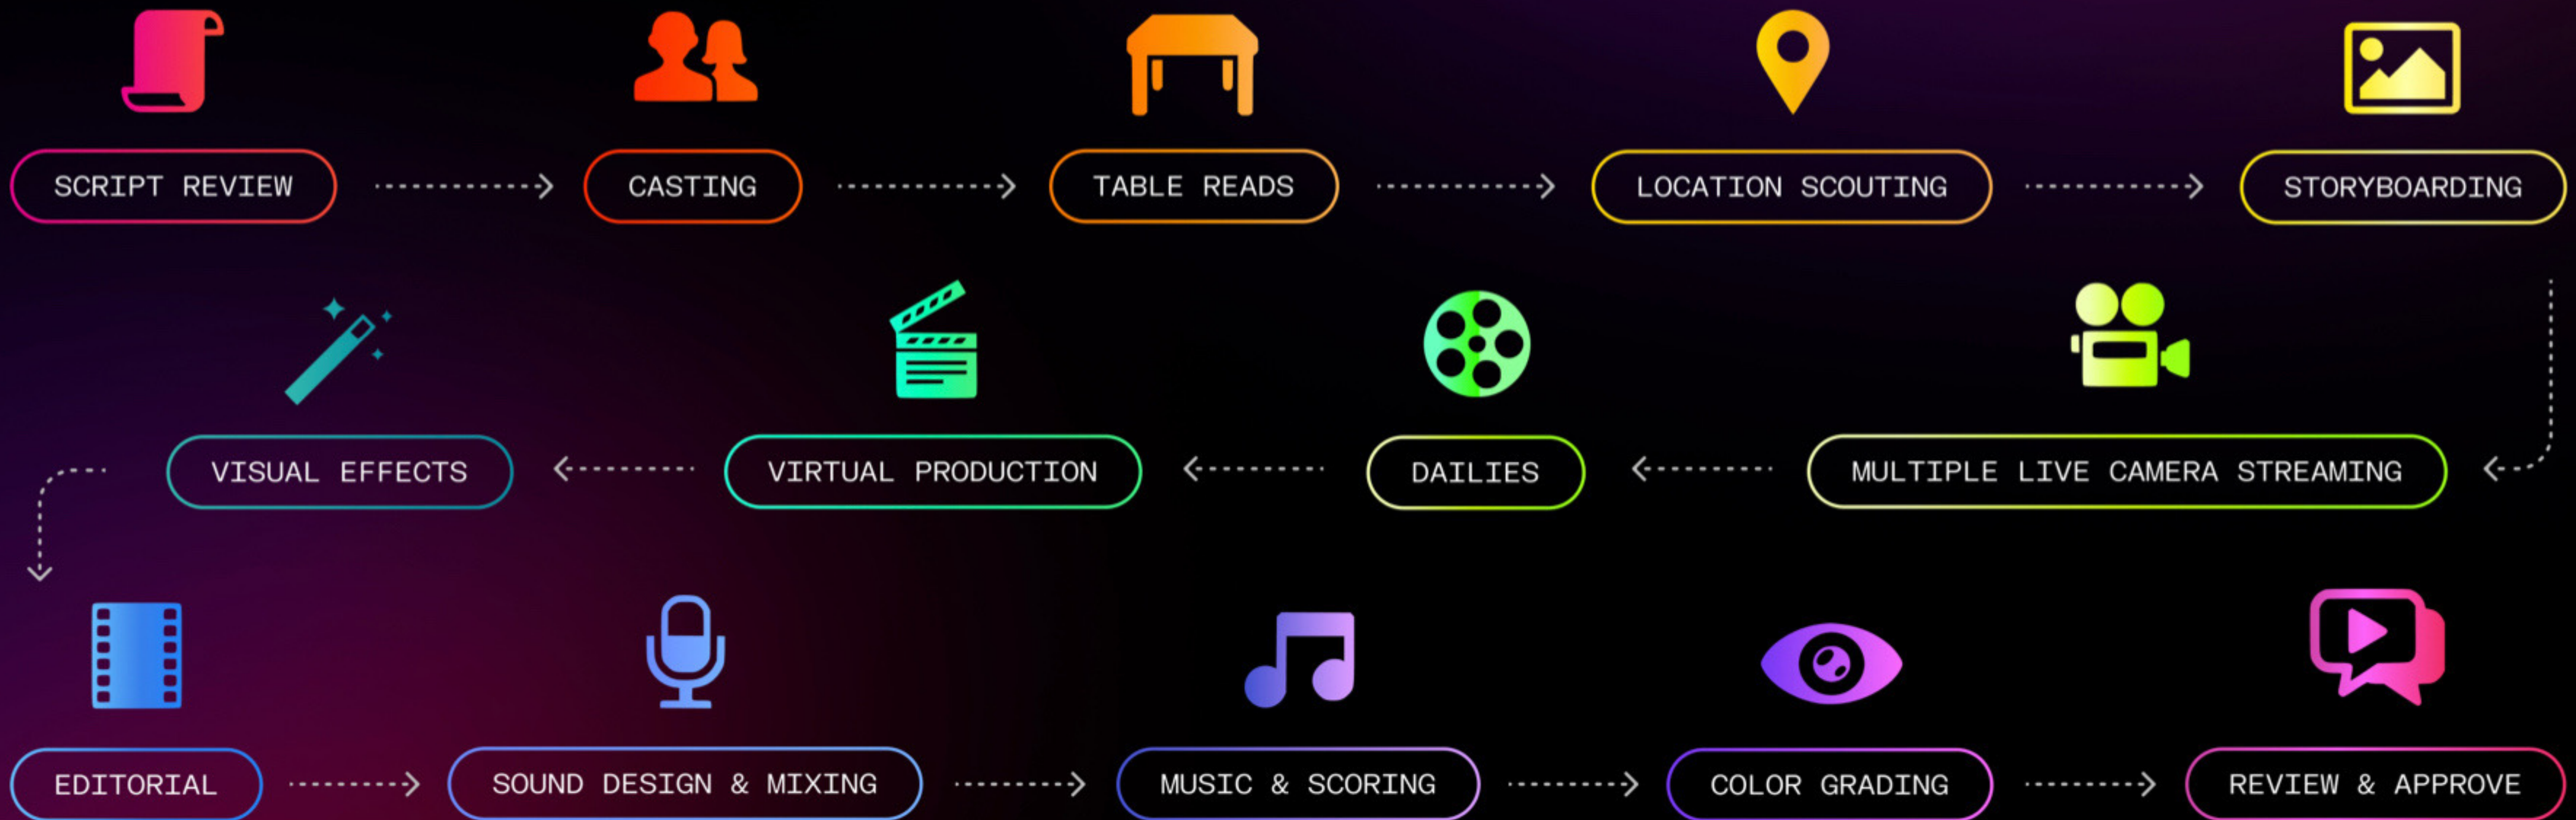 SCRIPT REVIEW
CASTING
TABLE READS
LOCATION SCOUTING
STORYBOARDING
MULTIPLE LIVE CAMERA STREAMING
DAILIES
VIRTUAL PRODUCTION
VISUAL EFFECTS
EDITORIAL
SOUND DESIGN & MIXING
MUSIC & SCORING
COLOR GRADING
REVIEW & APPROVE